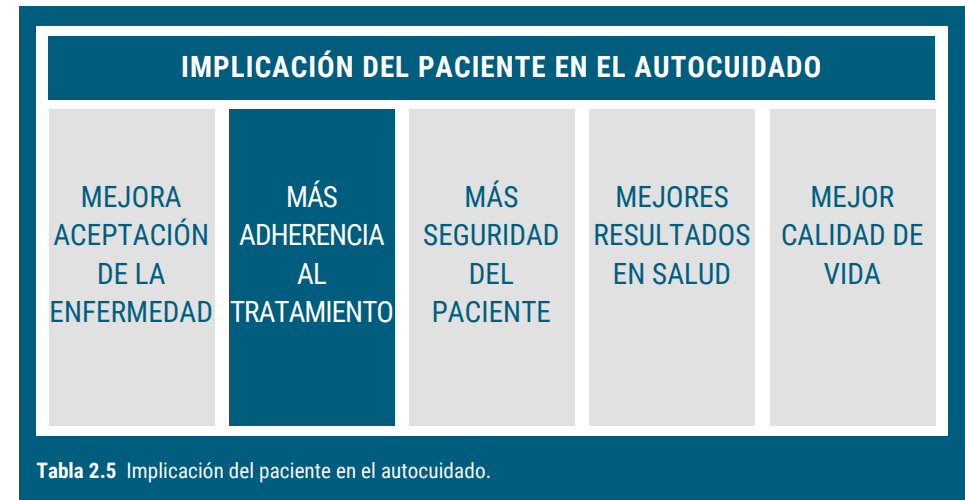 IMPLICACIÓN DEL PACIENTE EN EL AUTOCUIDADO
MEJORA
ACEPTACIÓN
DE LA
ENFERMEDAD
MÁS
ADHERENCIA
AL
TRATAMIENTO
MÁS
SEGURIDAD
DEL
PACIENTE
MEJORES
RESULTADOS
EN SALUD
MEJOR
CALIDAD DE
VIDA
Tabla 2.5 Implicación del paciente en el autocuidado.